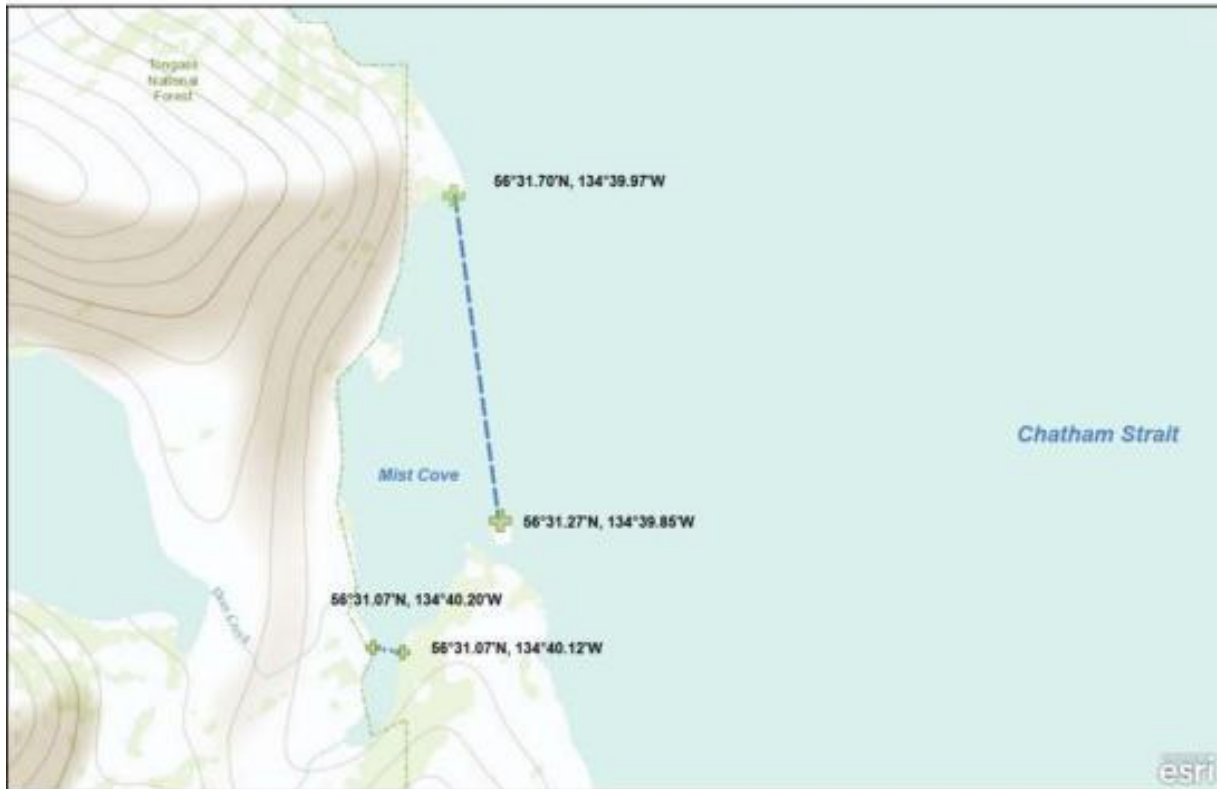 Tongass
National
Forest
56°31.70'N, 134°39.97'W
Chatham Strait
Mist Cove
56°31.27'N, 134°39.85'W
56°31.07'N, 134°40.20'W
56°31.07'N, 134°40.12'W
Creek
esri